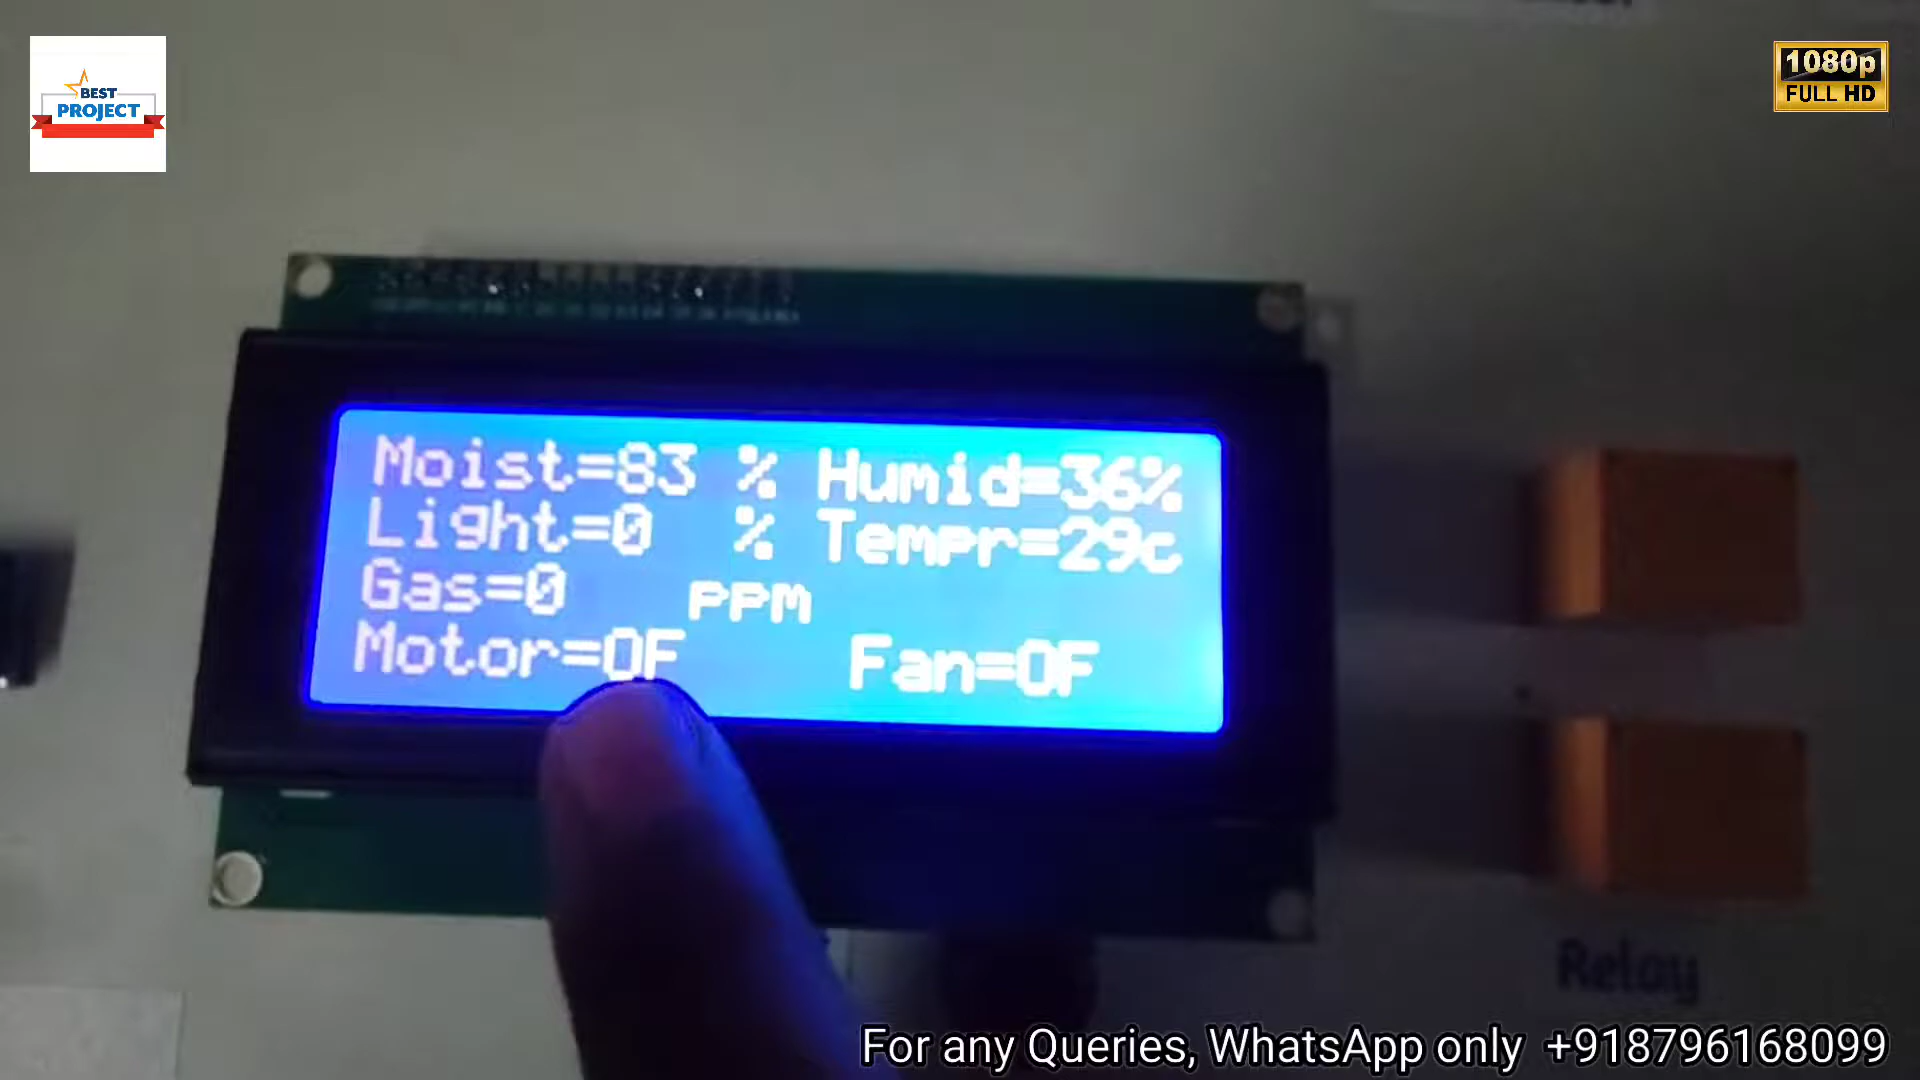 BEST
PROJECT
1080p
FULL HD
Moist=83 % Humid=36%
Light=0 % Tempr=29c
Gas=0 PPM
Motor=OF Fan=OF
Relay
For any Queries, WhatsApp only +918796168099